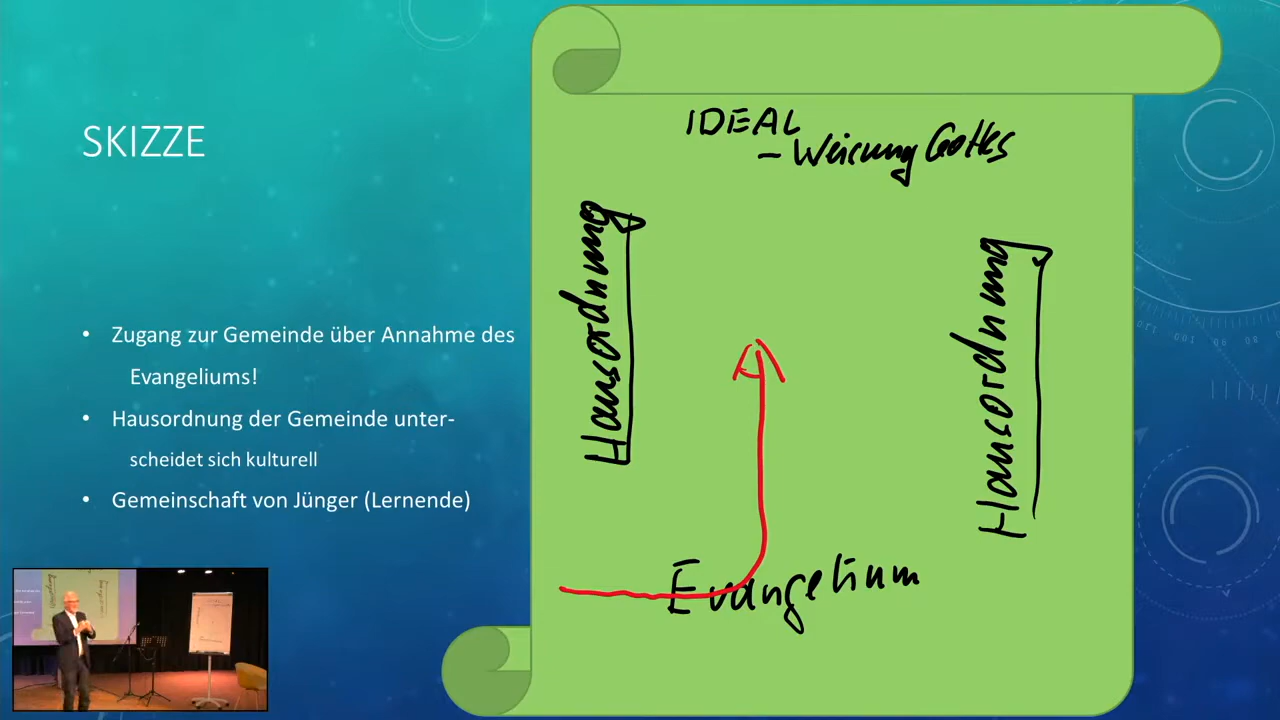 SKIZZE
• Zugang zur Gemeinde über Annahme des
Evangeliums!
• Hausordnung der Gemeinde unter-
scheidet sich kulturell
• Gemeinschaft von Jünger (Lernende)
IDEAL
- Weisung Gottes
Hausordnung
Hausordnung
Evangelium